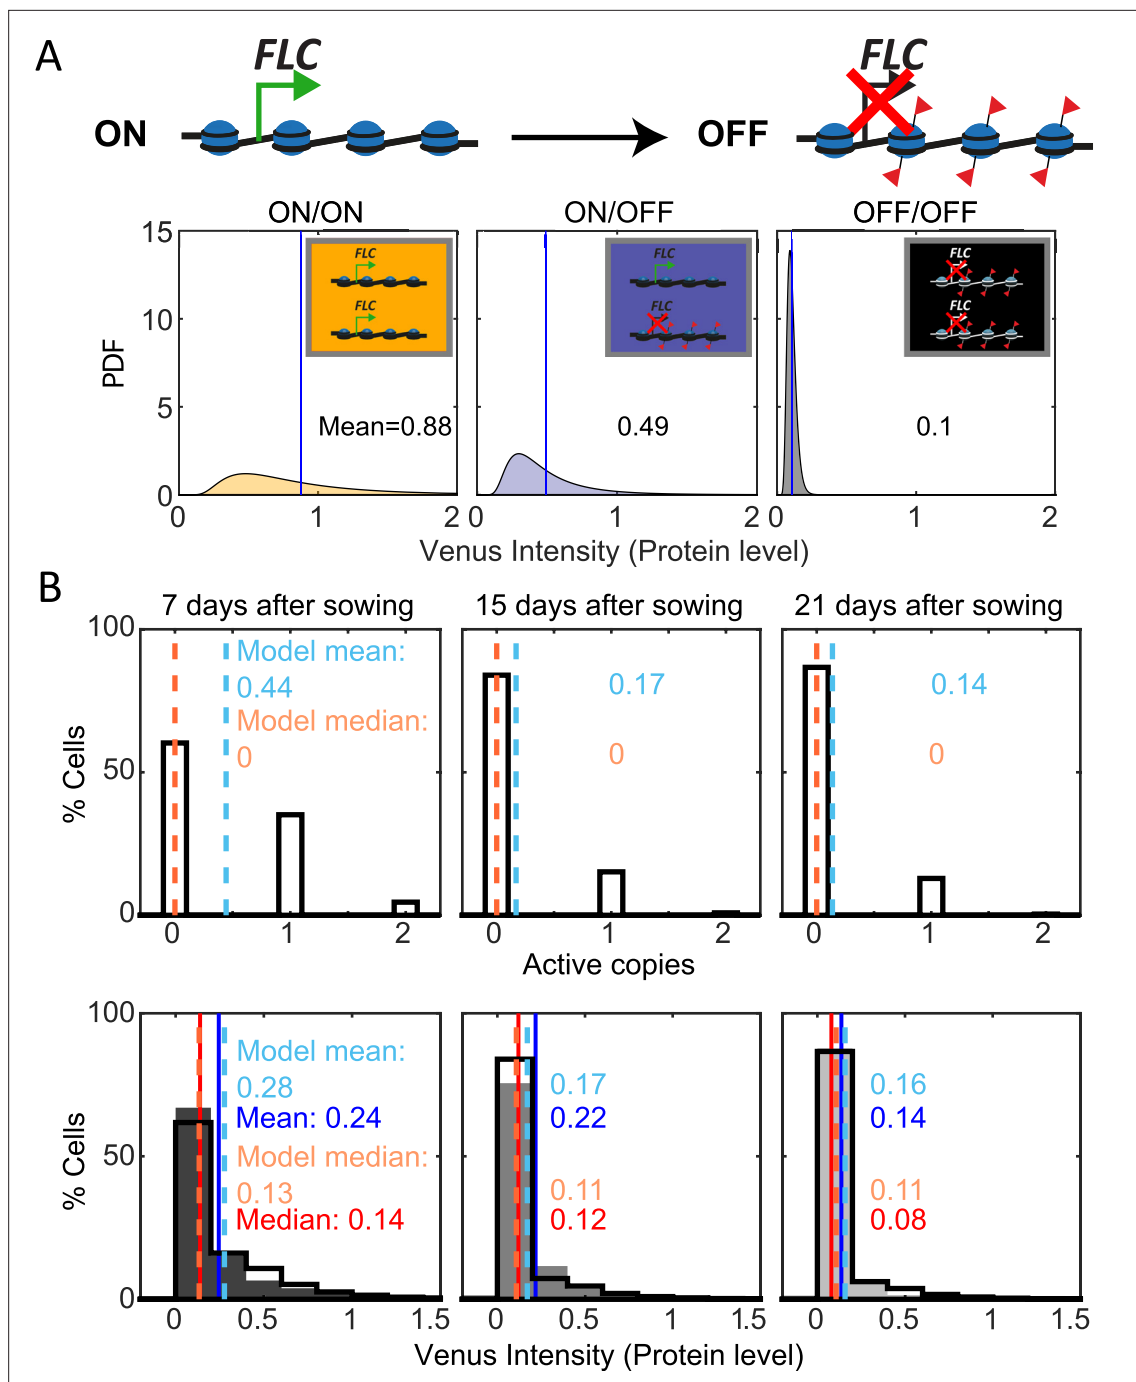 A
FLC
FLC
ON
OFF
ON/ON
ON/OFF
OFF/OFF
15
10
5
0
PDF
FLC
FLC
FLC
FLC
FLC
FLC
Mean=0.88
0.49
0.1
0 1 2 0 1 2 0 1 2
Venus Intensity (Protein level)
B
7 days after sowing
15 days after sowing
21 days after sowing
100
50
0
% Cells
Model mean:
0.44
Model median:
0
0.17
0
0.14
0
0 1 2 0 1 2 0 1 2
Active copies
100
50
0
% Cells
Model mean:
0.28
Mean: 0.24
Model median:
0.13
Median: 0.14
0.17
0.22
0.11
0.12
0.16
0.14
0.11
0.08
0 0.5 1 1.5 0 0.5 1 1.5 0 0.5 1 1.5
Venus Intensity (Protein level)